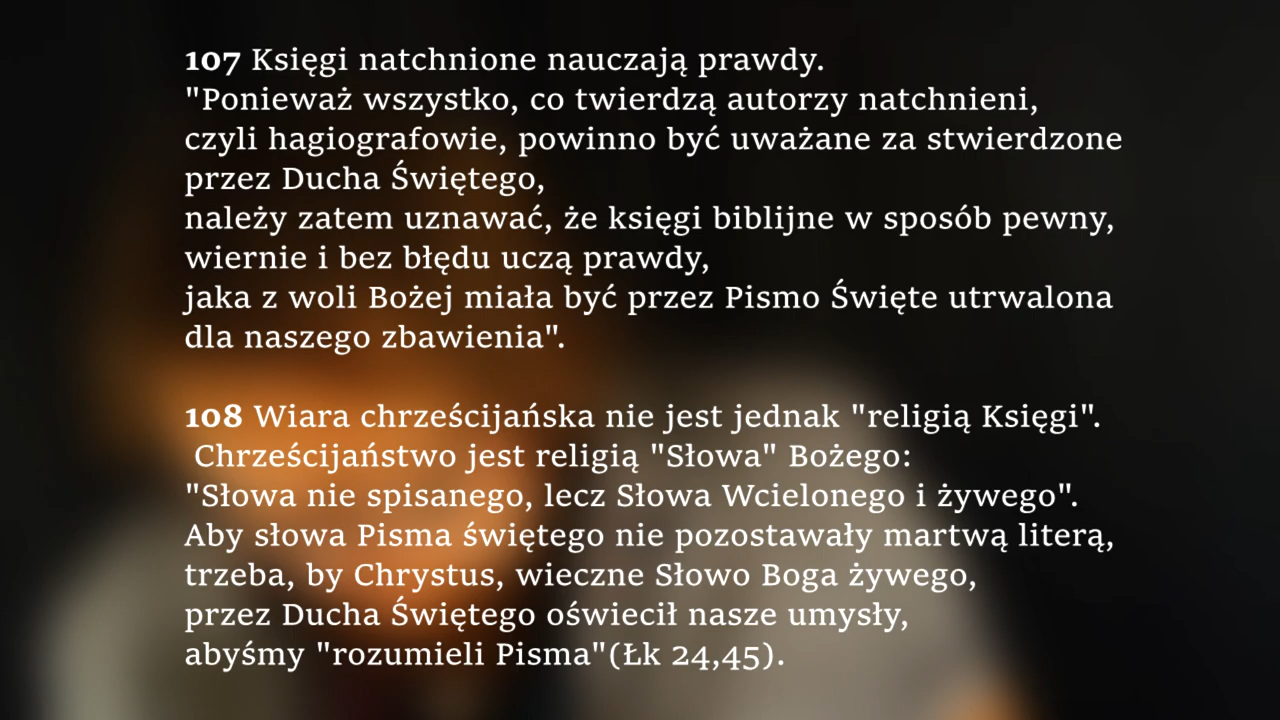 107 Księgi natchnione nauczają prawdy.
"Ponieważ wszystko, co twierdzą autorzy natchnieni,
czyli hagiografowie, powinno być uważane za stwierdzone
przez Ducha Świętego,
należy zatem uznawać, że księgi biblijne w sposób pewny,
wiernie i bez błędu uczą prawdy,
jaka z woli Bożej miała być przez Pismo Święte utrwalona
dla naszego zbawienia".
108 Wiara chrześcijańska nie jest jednak "religią Księgi".
Chrześcijaństwo jest religią "Słowa" Bożego:
"Słowa nie spisanego, lecz Słowa Wcielonego i żywego".
Aby słowa Pisma świętego nie pozostawały martwą literą,
trzeba, by Chrystus, wieczne Słowo Boga żywego,
przez Ducha Świętego oświecił nasze umysły,
abyśmy "rozumieli Pisma"(Łk 24,45).